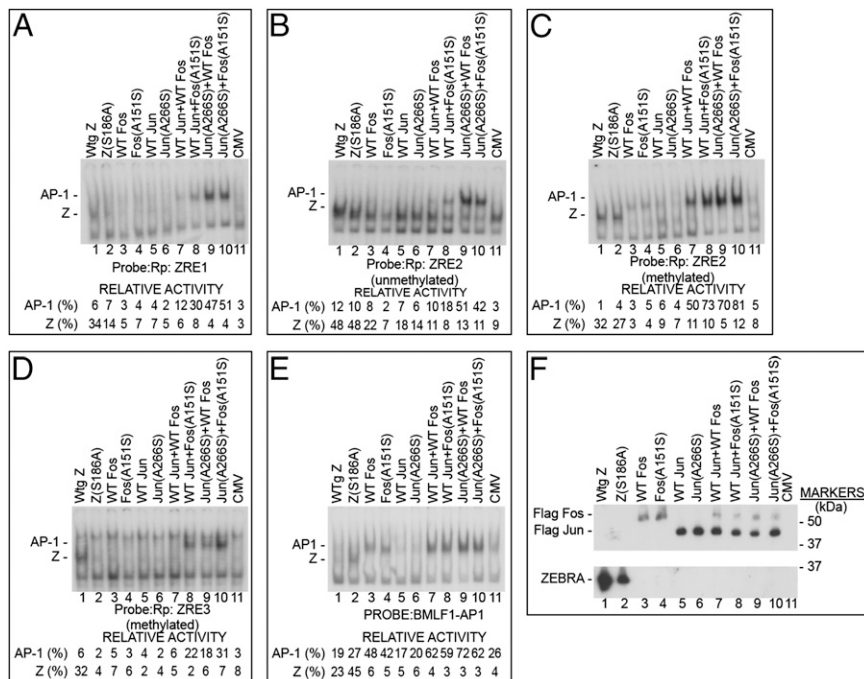 A
Wtg Z
Z(S186A)
WT Fos
Fos(A151S)
WT Jun
Jun(A266S)
WT Jun+WT Fos
WT Jun+Fos(A151S)
Jun(A266S)+WT Fos
Jun(A266S)+Fos(A151S)
CMV
AP-1 -
Z -
1 2 3 4 5 6 7 8 9 10 11
Probe:Rp: ZRE1
RELATIVE ACTIVITY
AP-1 (%) 6 7 3 4 4 2 12 30 47 51 3
Z (%) 34 14 5 7 7 5 7 5 4 4 3
B
Wtg Z
Z(S186A)
WT Fos
Fos(A151S)
WT Jun
Jun(A266S)
WT Jun+WT Fos
WT Jun+Fos(A151S)
Jun(A266S)+WT Fos
Jun(A266S)+Fos(A151S)
CMV
AP-1 -
Z -
1 2 3 4 5 6 7 8 9 10 11
Probe:Rp: ZRE2
(unmethylated)
RELATIVE ACTIVITY
AP-1 (%) 12 10 8 2 7 6 10 18 51 42 3
Z (%) 48 48 22 7 18 14 11 8 13 11 9
C
Wtg Z
Z(S186A)
WT Fos
Fos(A151S)
WT Jun
Jun(A266S)
WT Jun+WT Fos
WT Jun+Fos(A151S)
Jun(A266S)+WT Fos
Jun(A266S)+Fos(A151S)
CMV
AP-1 -
Z -
1 2 3 4 5 6 7 8 9 10 11
Probe:Rp: ZRE2
(methylated)
RELATIVE ACTIVITY
AP-1 (%) 1 4 3 5 6 4 50 73 70 81 5
Z (%) 32 27 3 4 9 7 11 10 5 12 8
D
Wtg Z
Z(S186A)
WT Fos
Fos(A151S)
WT Jun
Jun(A266S)
WT Jun+WT Fos
WT Jun+Fos(A151S)
Jun(A266S)+WT Fos
Jun(A266S)+Fos(A151S)
CMV
AP-1 -
Z -
1 2 3 4 5 6 7 8 9 10 11
Probe:Rp: ZRE3
(methylated)
RELATIVE ACTIVITY
AP-1 (%) 6 2 5 3 4 2 6 22 18 31 3
Z (%) 32 4 7 6 2 4 5 2 6 7 8
E
WTg Z
Z(S186A)
WT Fos
Fos(A151S)
WT Jun
Jun(A266S)
WT Jun+WT Fos
WT Jun+Fos(A151S)
Jun(A266S)+WT Fos
Jun(A266S)+Fos(A151S)
CMV
AP1 -
Z -
1 2 3 4 5 6 7 8 9 10 11
PROBE:BMLF1-AP1
RELATIVE ACTIVITY
AP-1 (%) 19 27 48 42 17 20 62 59 72 62 26
Z (%) 23 45 6 5 5 6 4 3 3 3 4
F
Wtg Z
Z(S186A)
WT Fos
Fos(A151S)
WT Jun
Jun(A266S)
WT Jun+WT Fos
WT Jun+Fos(A151S)
Jun(A266S)+WT Fos
Jun(A266S)+Fos(A151S)
CMV
MARKERS
(kDa)
Flag Fos -
- 50
Flag Jun -
- 37
- 37
ZEBRA -
1 2 3 4 5 6 7 8 9 10 11